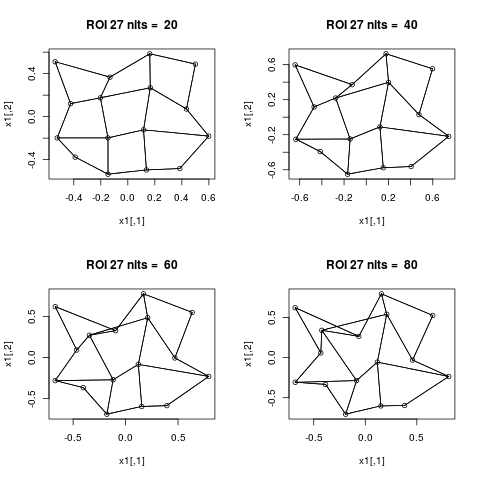 ROI 27 nits = 20
x1[,2]
0.4
0.0
-0.4
-0.4 -0.2 0.0 0.2 0.4 0.6
x1[,1]
ROI 27 nits = 40
x1[,2]
0.6
0.2
-0.2
-0.6
-0.6 -0.2 0.2 0.6
x1[,1]
ROI 27 nits = 60
x1[,2]
0.5
0.0
-0.5
-0.5 0.0 0.5
x1[,1]
ROI 27 nits = 80
x1[,2]
0.5
0.0
-0.5
-0.5 0.0 0.5
x1[,1]